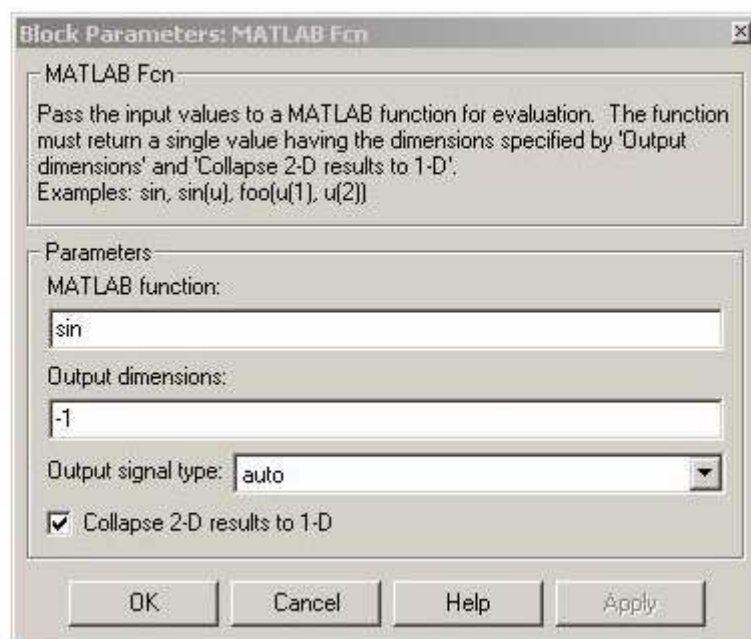 Block Parameters: MATLAB Fcn
MATLAB Fcn
Pass the input values to a MATLAB function for evaluation. The function
must return a single value having the dimensions specified by 'Output
dimensions' and 'Collapse 2-D results to 1-D'.
Examples: sin, sin(u), foo(u(1), u(2))
Parameters
MATLAB function:
sin
Output dimensions:
-1
Output signal type: auto
Collapse 2-D results to 1-D
OK Cancel Help Apply